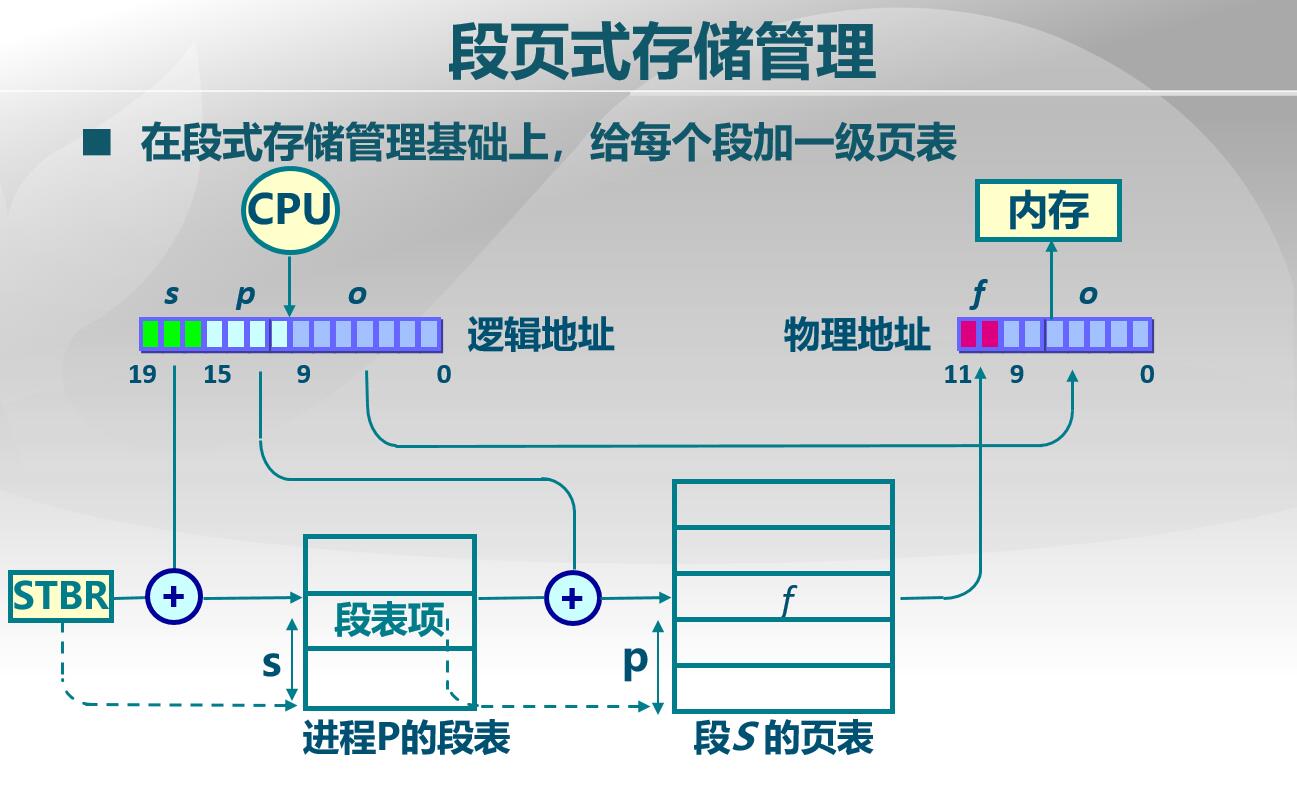 段页式存储管理
■ 在段式存储管理基础上，给每个段加一级页表
CPU
内存
s p o
f o
逻辑地址
物理地址
19 15 9 0
11 9 0
STBR
+
+
段表项
f
s
p
进程P的段表
段S 的页表